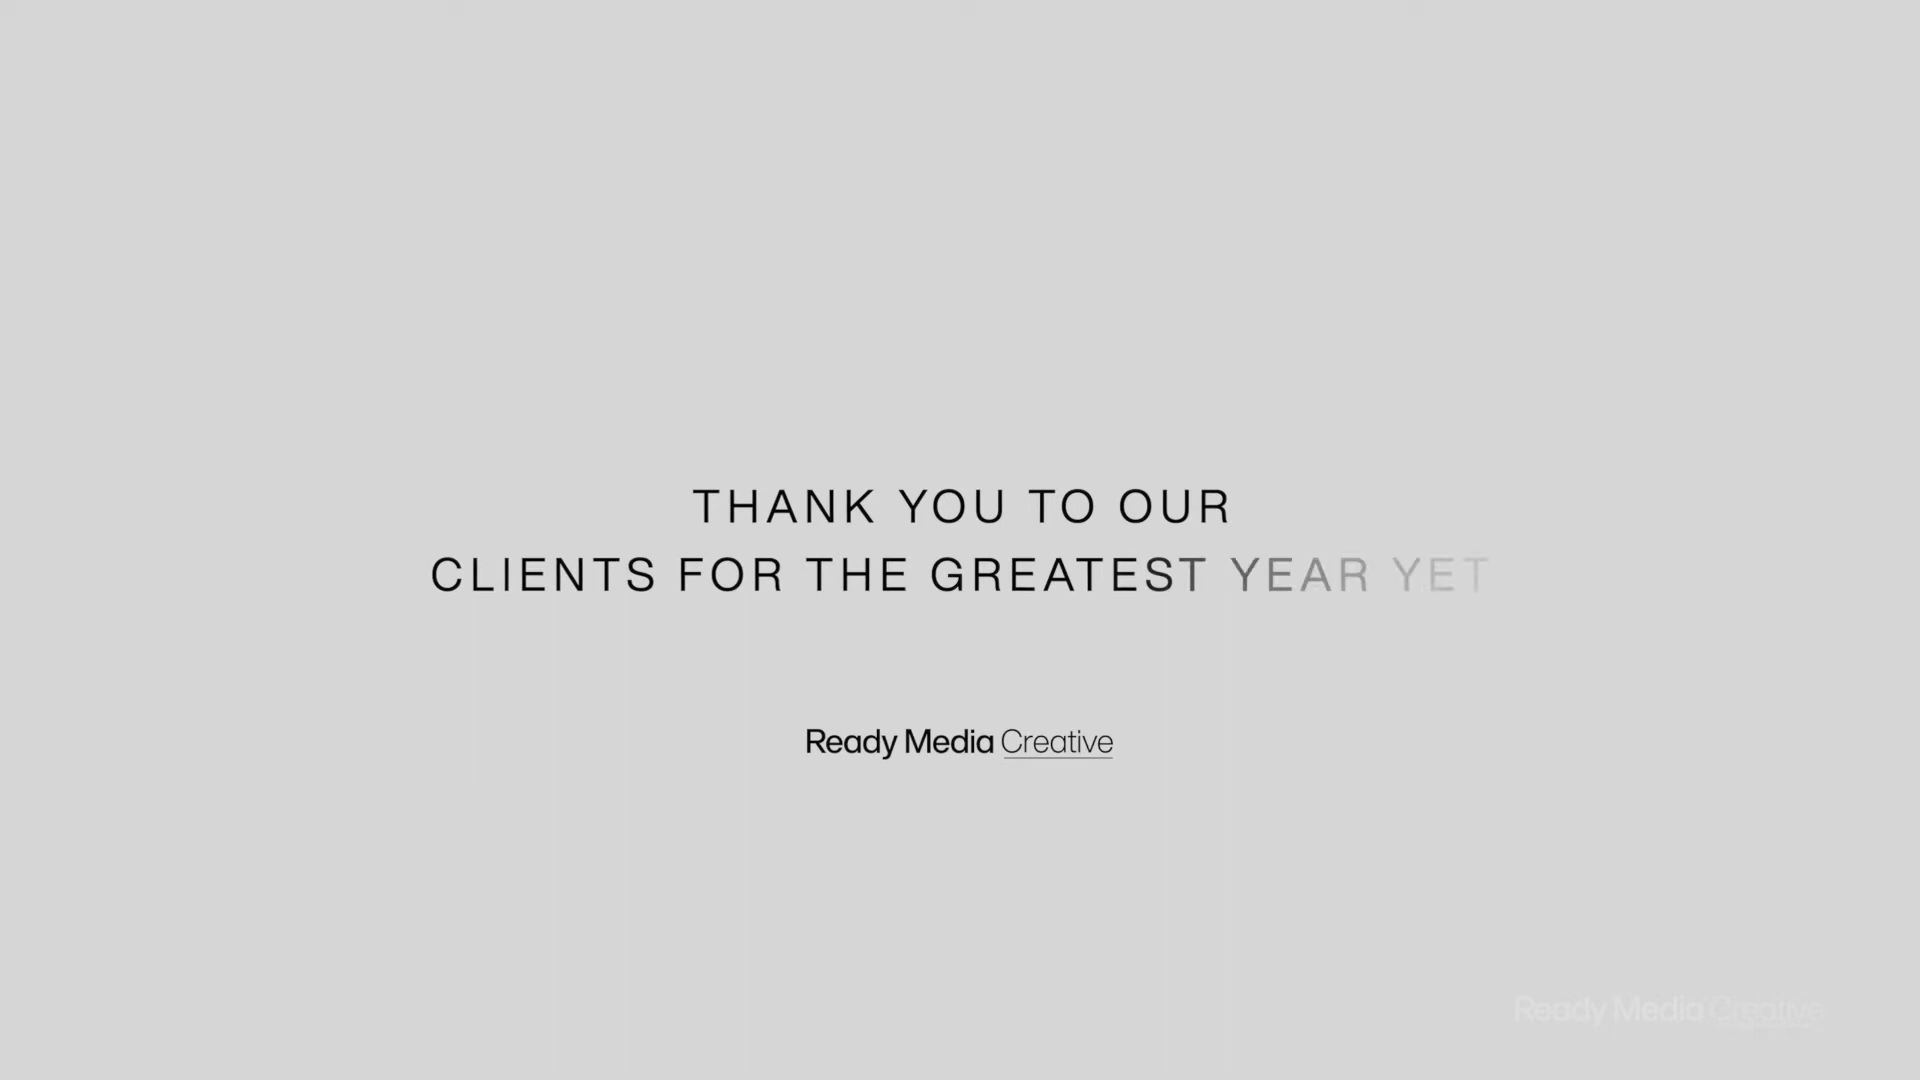 THANK YOU TO OUR
CLIENTS FOR THE GREATEST YEAR YET
Ready Media Creative
Ready Media Creative